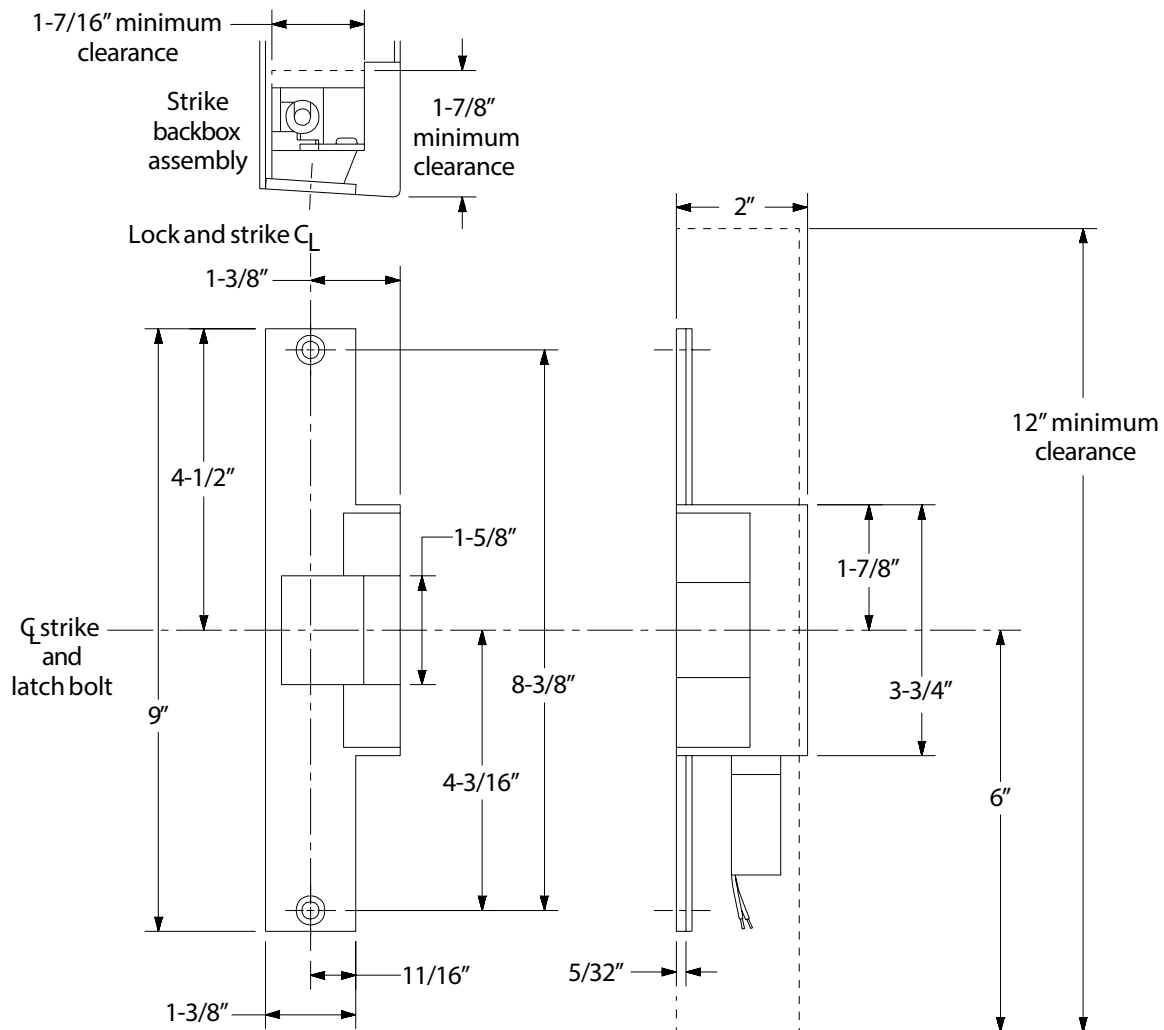 1-7/16” minimum
clearance
Strike
backbox
assembly
1-7/8”
minimum
clearance
Lock and strike CL
1-3/8”
2”
12” minimum
clearance
4-1/2”
1-5/8”
1-7/8”
CL strike
and
latch bolt
9”
8-3/8”
3-3/4”
4-3/16”
6”
11/16”
5/32”
1-3/8”